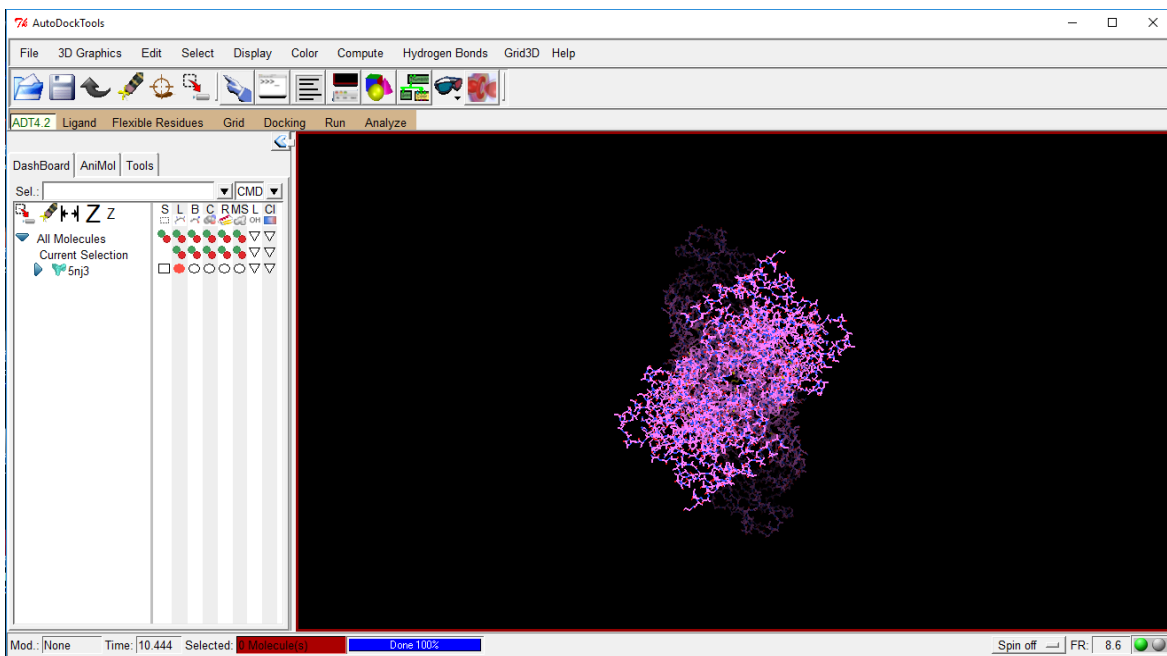 7% AutoDockTools
File 3D Graphics Edit Select Display Color Compute Hydrogen Bonds Grid3D Help
>>>_
ADT4.2 Ligand Flexible Residues Grid Docking Run Analyze
DashBoard AniMol Tools
Sel.: CMD
Z Z S L B C R MS L Cl
OH
All Molecules
Current Selection
5nj3
Mod.: None Time: 10.444 Selected: 0 Molecule(s) Done 100% Spin off FR: 8.6